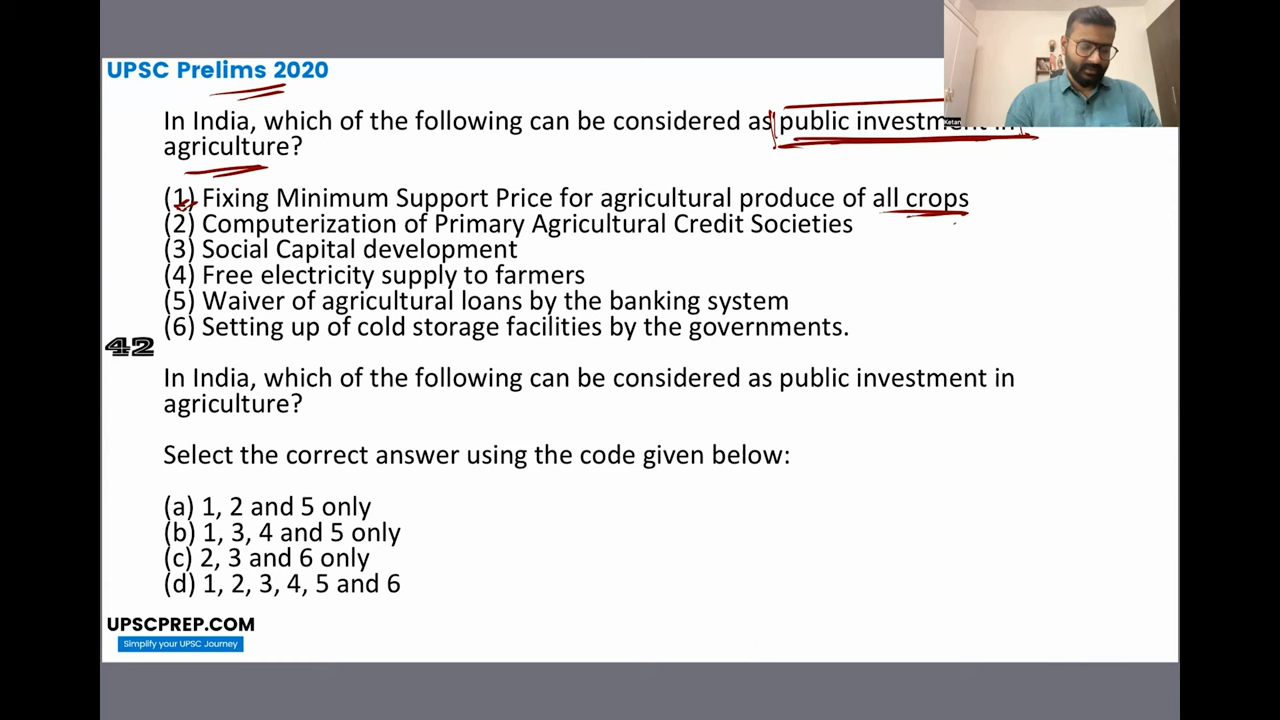 UPSC Prelims 2020
In India, which of the following can be considered as public investment in
agriculture?
(1) Fixing Minimum Support Price for agricultural produce of all crops
(2) Computerization of Primary Agricultural Credit Societies
(3) Social Capital development
(4) Free electricity supply to farmers
(5) Waiver of agricultural loans by the banking system
(6) Setting up of cold storage facilities by the governments.
42
In India, which of the following can be considered as public investment in
agriculture?
Select the correct answer using the code given below:
(a) 1, 2 and 5 only
(b) 1, 3, 4 and 5 only
(c) 2, 3 and 6 only
(d) 1, 2, 3, 4, 5 and 6
UPSCPREP.COM
Simplify your UPSC Journey
Ketan